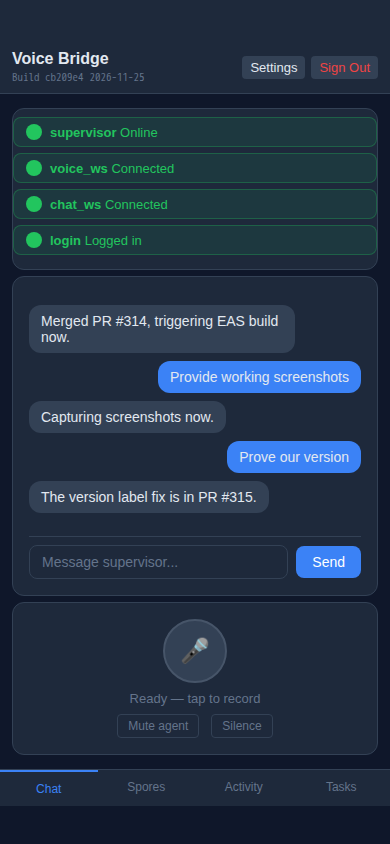 Voice Bridge
Build cb209e4 2026-11-25
Settings
Sign Out
supervisor Online
voice_ws Connected
chat_ws Connected
login Logged in
Merged PR #314, triggering EAS build
now.
Provide working screenshots
Capturing screenshots now.
Prove our version
The version label fix is in PR #315.
Message supervisor...
Send
Ready — tap to record
Mute agent
Silence
Chat
Spores
Activity
Tasks